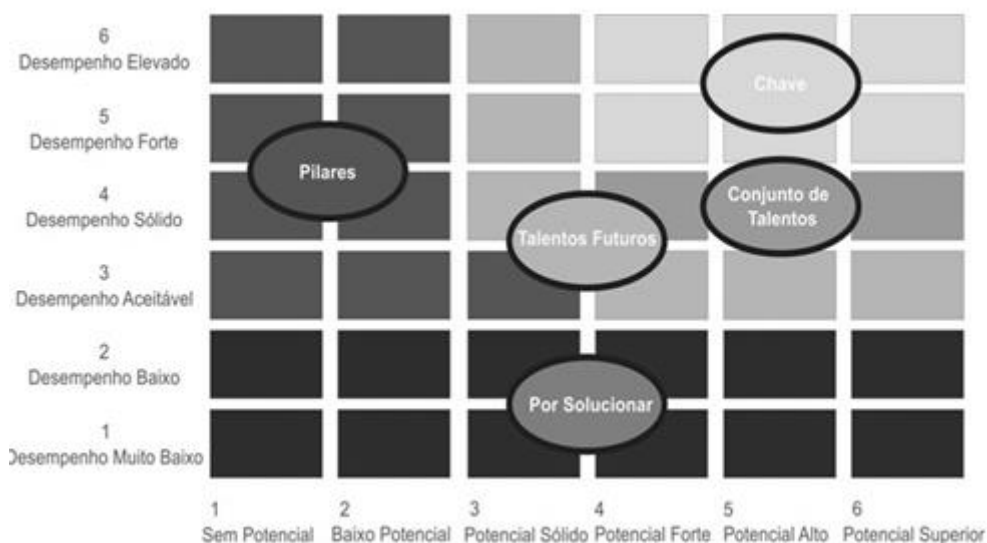 6
Desempenho Elevado
Chave
5
Desempenho Forte
Pilares
4
Desempenho Sólido
Conjunto de
Talentos
Talentos Futuros
3
Desempenho Aceitável
2
Desempenho Baixo
Por Solucionar
1
Desempenho Muito Baixo
1
Sem Potencial
2
Baixo Potencial
3
Potencial Sólido
4
Potencial Forte
5
Potencial Alto
6
Potencial Superior